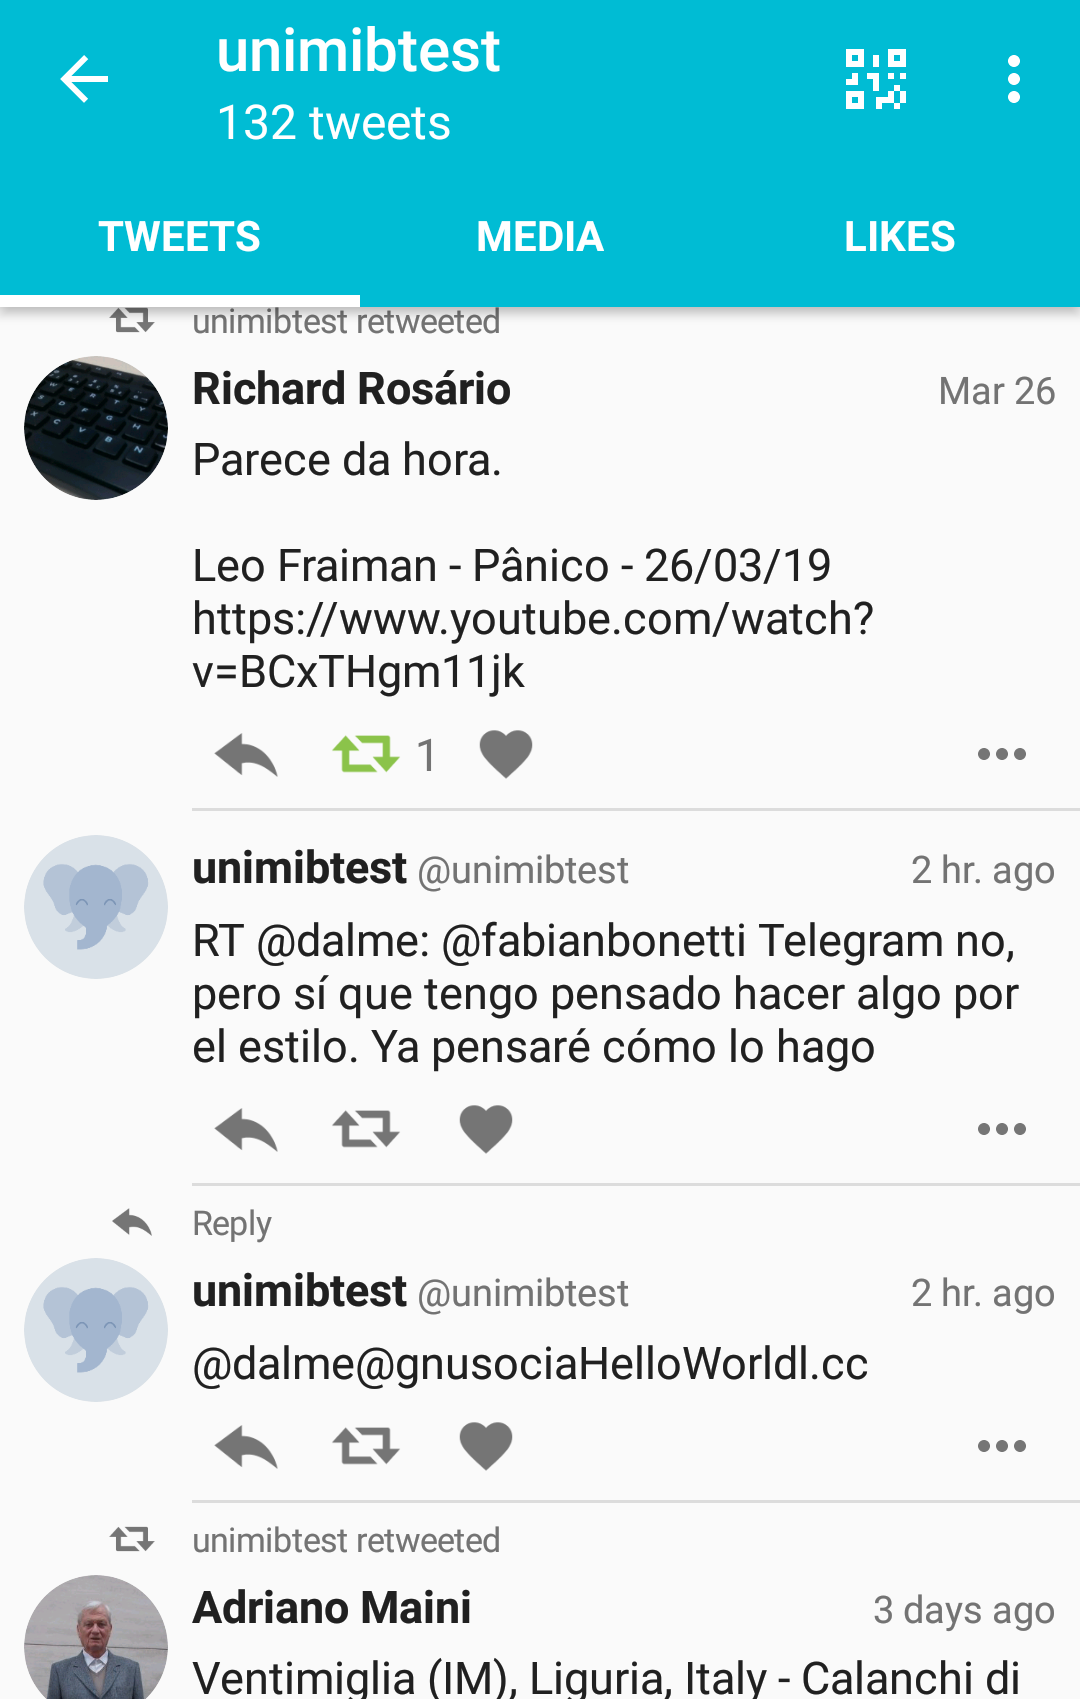 unimibtest
132 tweets
TWEETS MEDIA LIKES
unimibtest retweeted
Richard Rosário Mar 26
Parece da hora.
Leo Fraiman - Pânico - 26/03/19
https://www.youtube.com/watch?
v=BCxTHgm11jk
1
unimibtest @unimibtest 2 hr. ago
RT @dalme: @fabianbonetti Telegram no,
pero sí que tengo pensado hacer algo por
el estilo. Ya pensaré cómo lo hago
Reply
unimibtest @unimibtest 2 hr. ago
@dalme@gnusociaHelloWorldl.cc
unimibtest retweeted
Adriano Maini 3 days ago
Ventimiglia (IM), Liguria, Italy - Calanchi di